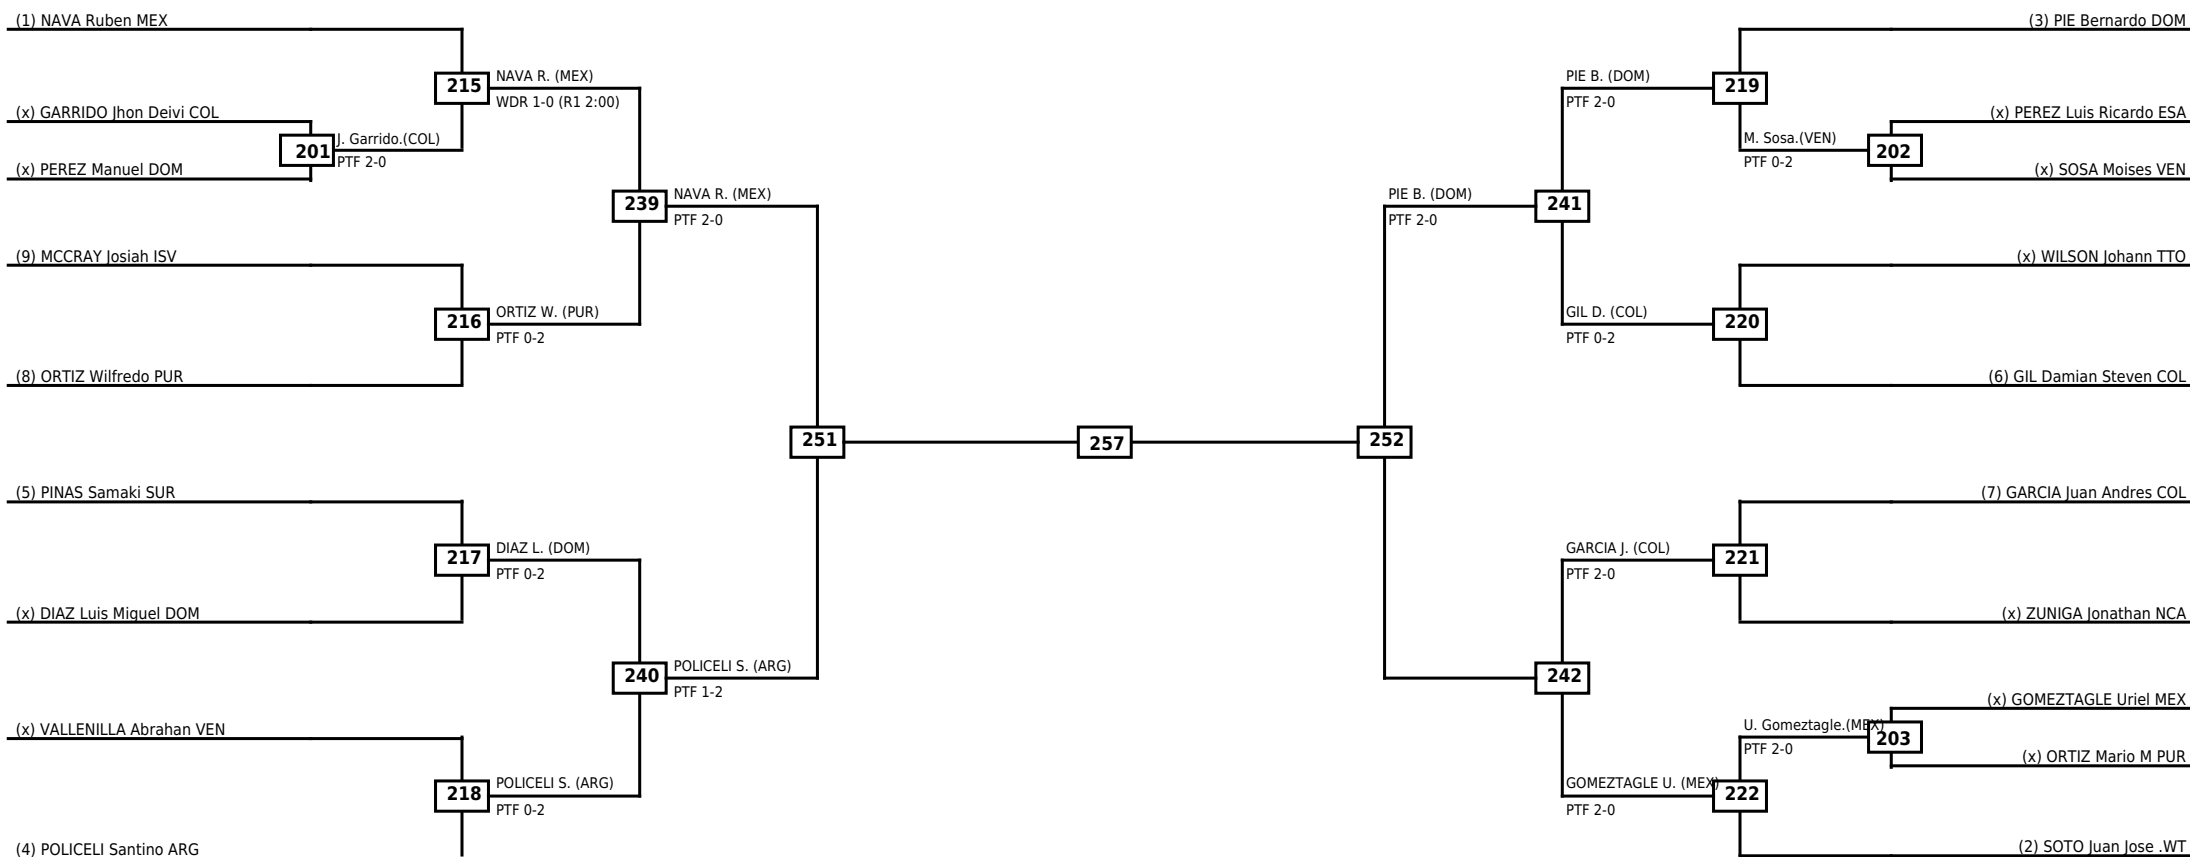 (1) NAVA Ruben MEX
(3) PIE Bernardo DOM
215
NAVA R. (MEX)
WDR 1-0 (R1 2:00)
PIE B. (DOM)
PTF 2-0
219
(x) GARRIDO Jhon Deivi COL
(x) PEREZ Luis Ricardo ESA
201
J. Garrido.(COL)
PTF 2-0
M. Sosa.(VEN)
PTF 0-2
202
(x) PEREZ Manuel DOM
(x) SOSA Moises VEN
239
NAVA R. (MEX)
PTF 2-0
PIE B. (DOM)
PTF 2-0
241
(9) MCCRAY Josiah ISV
(x) WILSON Johann TTO
216
ORTIZ W. (PUR)
PTF 0-2
GIL D. (COL)
PTF 0-2
220
(8) ORTIZ Wilfredo PUR
(6) GIL Damian Steven COL
251
257
252
(5) PINAS Samaki SUR
(7) GARCIA Juan Andres COL
217
DIAZ L. (DOM)
PTF 0-2
GARCIA J. (COL)
PTF 2-0
221
(x) DIAZ Luis Miguel DOM
(x) ZUNIGA Jonathan NCA
240
POLICELI S. (ARG)
PTF 1-2
242
(x) GOMEZTAGLE Uriel MEX
(x) VALLENILLA Abrahan VEN
U. Gomeztagle.(MEX)
PTF 2-0
203
(x) ORTIZ Mario M PUR
218
POLICELI S. (ARG)
PTF 0-2
GOMEZTAGLE U. (MEX)
PTF 2-0
222
(4) POLICELI Santino ARG
(2) SOTO Juan Jose .WT